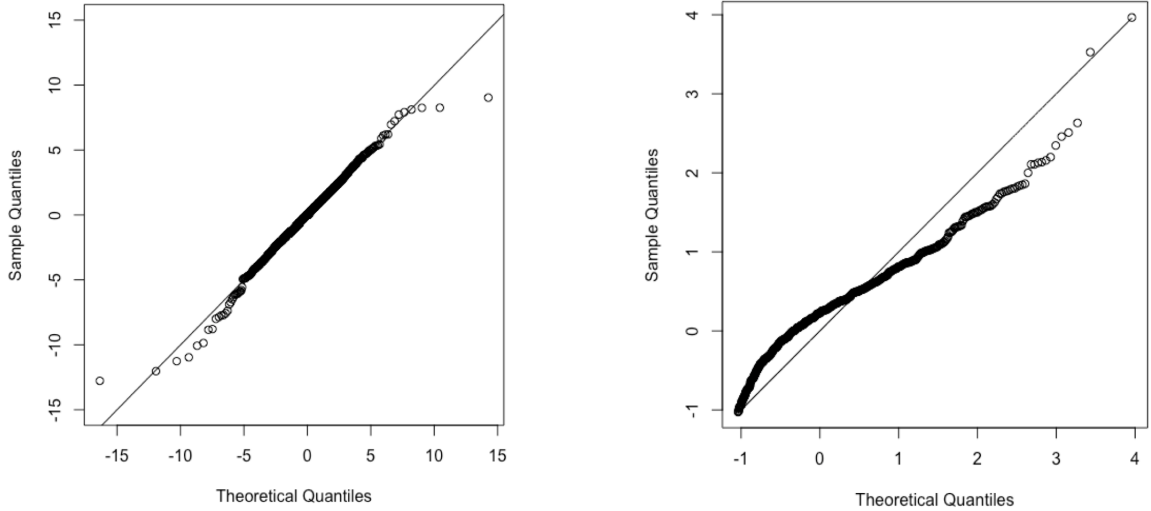 15
10
5
0
-5
-10
-15
Sample Quantiles
-15 -10 -5 0 5 10 15
Theoretical Quantiles
4
3
2
1
0
-1
Sample Quantiles
-1 0 1 2 3 4
Theoretical Quantiles